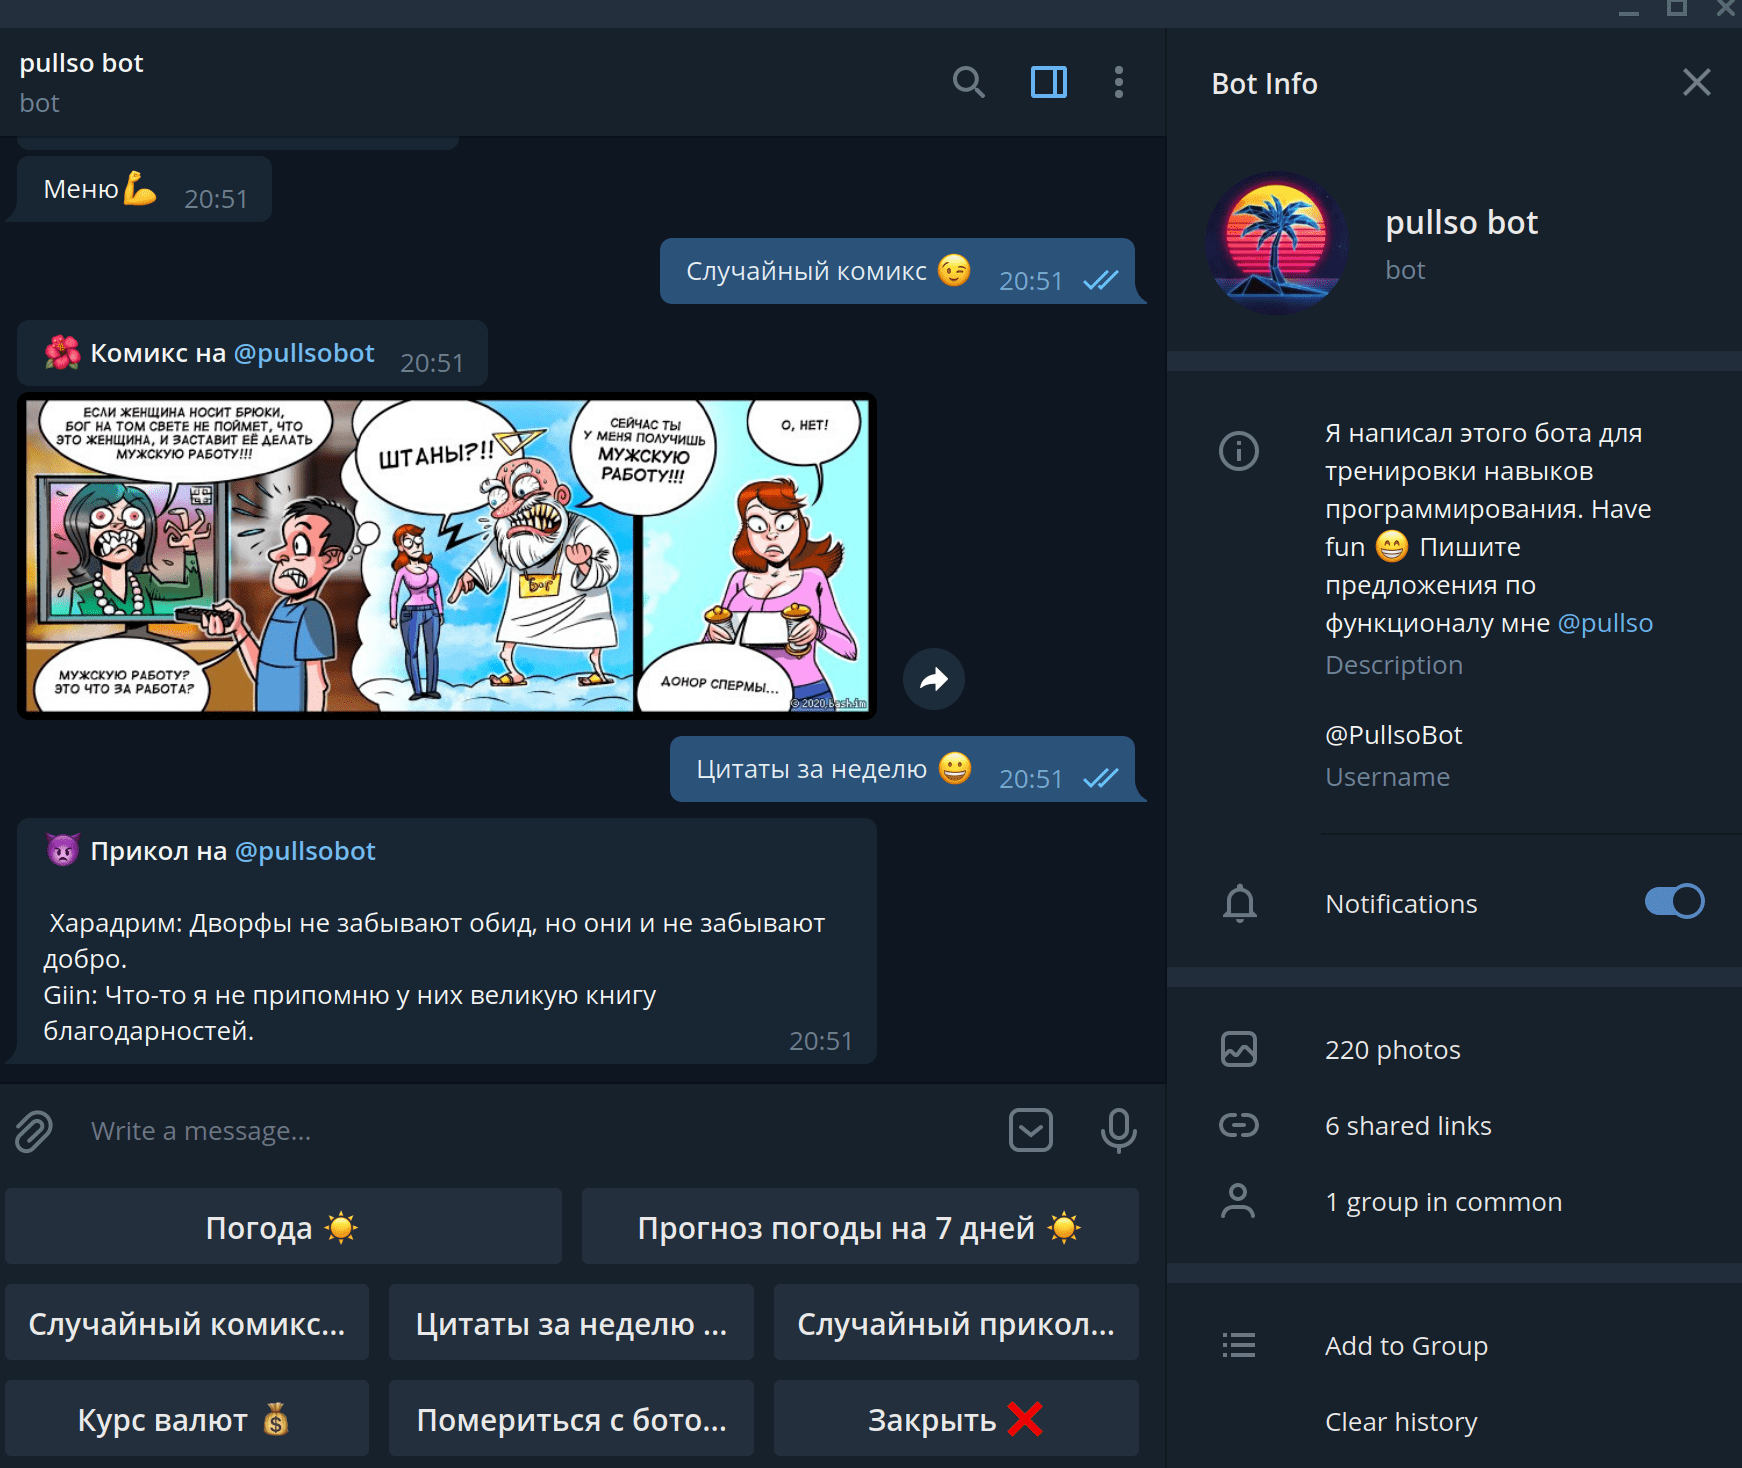 pullso bot
bot
Меню💪 20:51
Случайный комикс 😉 20:51
🌺 Комикс на @pullsobot 20:51
ЕСЛИ ЖЕНЩИНА НОСИТ БРЮКИ,
БОГ НА ТОМ СВЕТЕ НЕ ПОЙМЕТ, ЧТО
ЭТО ЖЕНЩИНА, И ЗАСТАВИТ ЕЁ ДЕЛАТЬ
МУЖСКУЮ РАБОТУ!!!
МУЖСКУЮ РАБОТУ?
ЭТО ЧТО ЗА РАБОТА?
ШТАНЫ?!!
СЕЙЧАС ТЫ
У МЕНЯ ПОЛУЧИШЬ
МУЖСКУЮ
РАБОТУ!!!
Бог
О, НЕТ!
ДОНОР СПЕРМЫ...
© 2020,bash.im
Цитаты за неделю 😀 20:51
👿 Прикол на @pullsobot
Харадрим: Дворфы не забывают обид, но они и не забывают
добро.
Giin: Что-то я не припомню у них великую книгу
благодарностей.
20:51
Write a message...
Погода ☀️
Прогноз погоды на 7 дней ☀️
Случайный комикс...
Цитаты за неделю ...
Случайный прикол...
Курс валют 💰
Помериться с бото...
Закрыть ❌
Bot Info
pullso bot
bot
Я написал этого бота для
тренировки навыков
программирования. Have
fun 😁 Пишите
предложения по
функционалу мне @pullso
Description
@PullsoBot
Username
Notifications
220 photos
6 shared links
1 group in common
Add to Group
Clear history